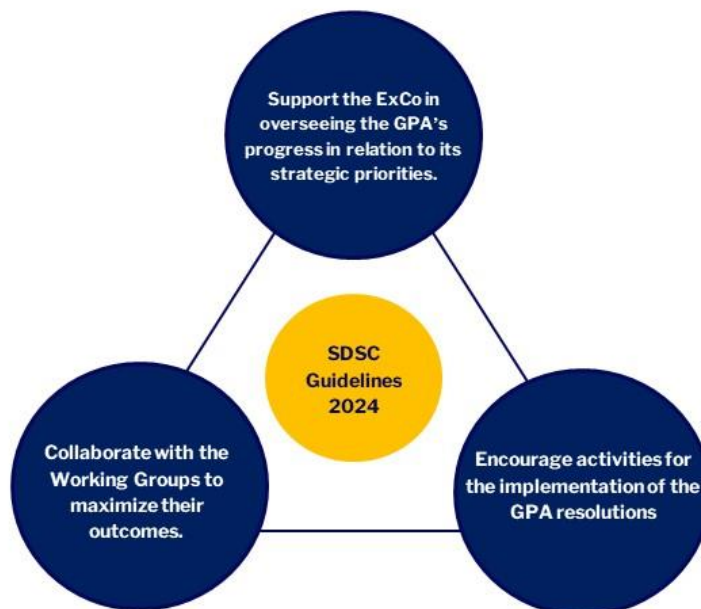 Support the ExCo in
overseeing the GPA's
progress in relation to its
strategic priorities.
SDSC
Guidelines
2024
Collaborate with the
Working Groups to
maximize their
outcomes.
Encourage activities for
the implementation of the
GPA resolutions